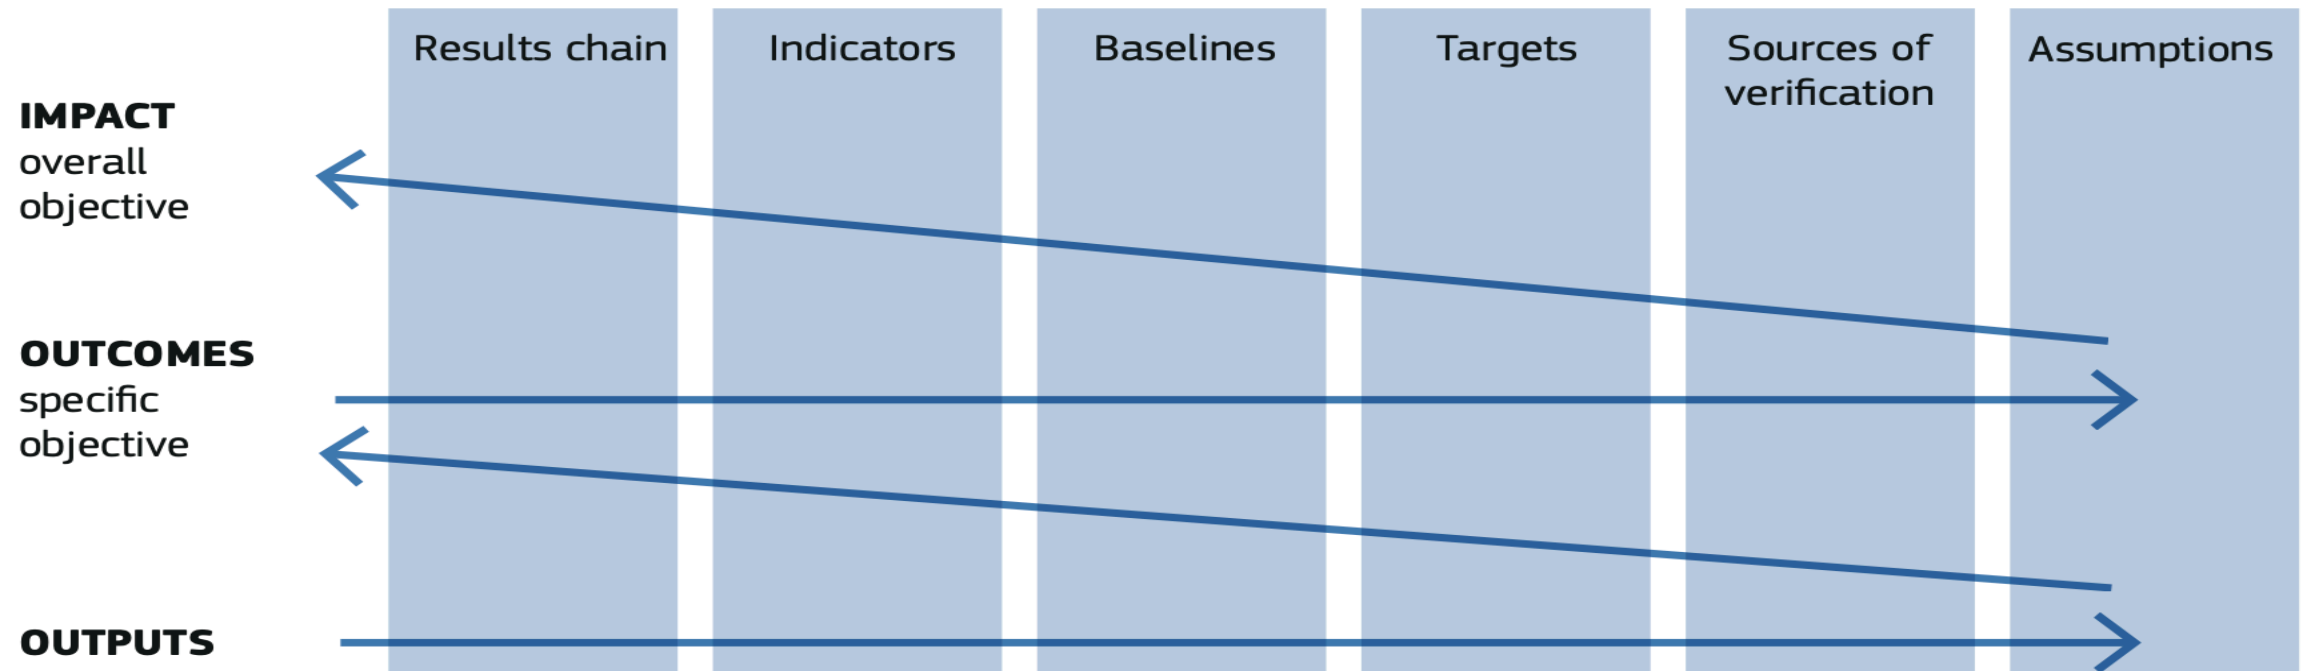 Results chain
Indicators
Baselines
Targets
Sources of
verification
Assumptions
IMPACT
overall
objective
OUTCOMES
specific
objective
OUTPUTS